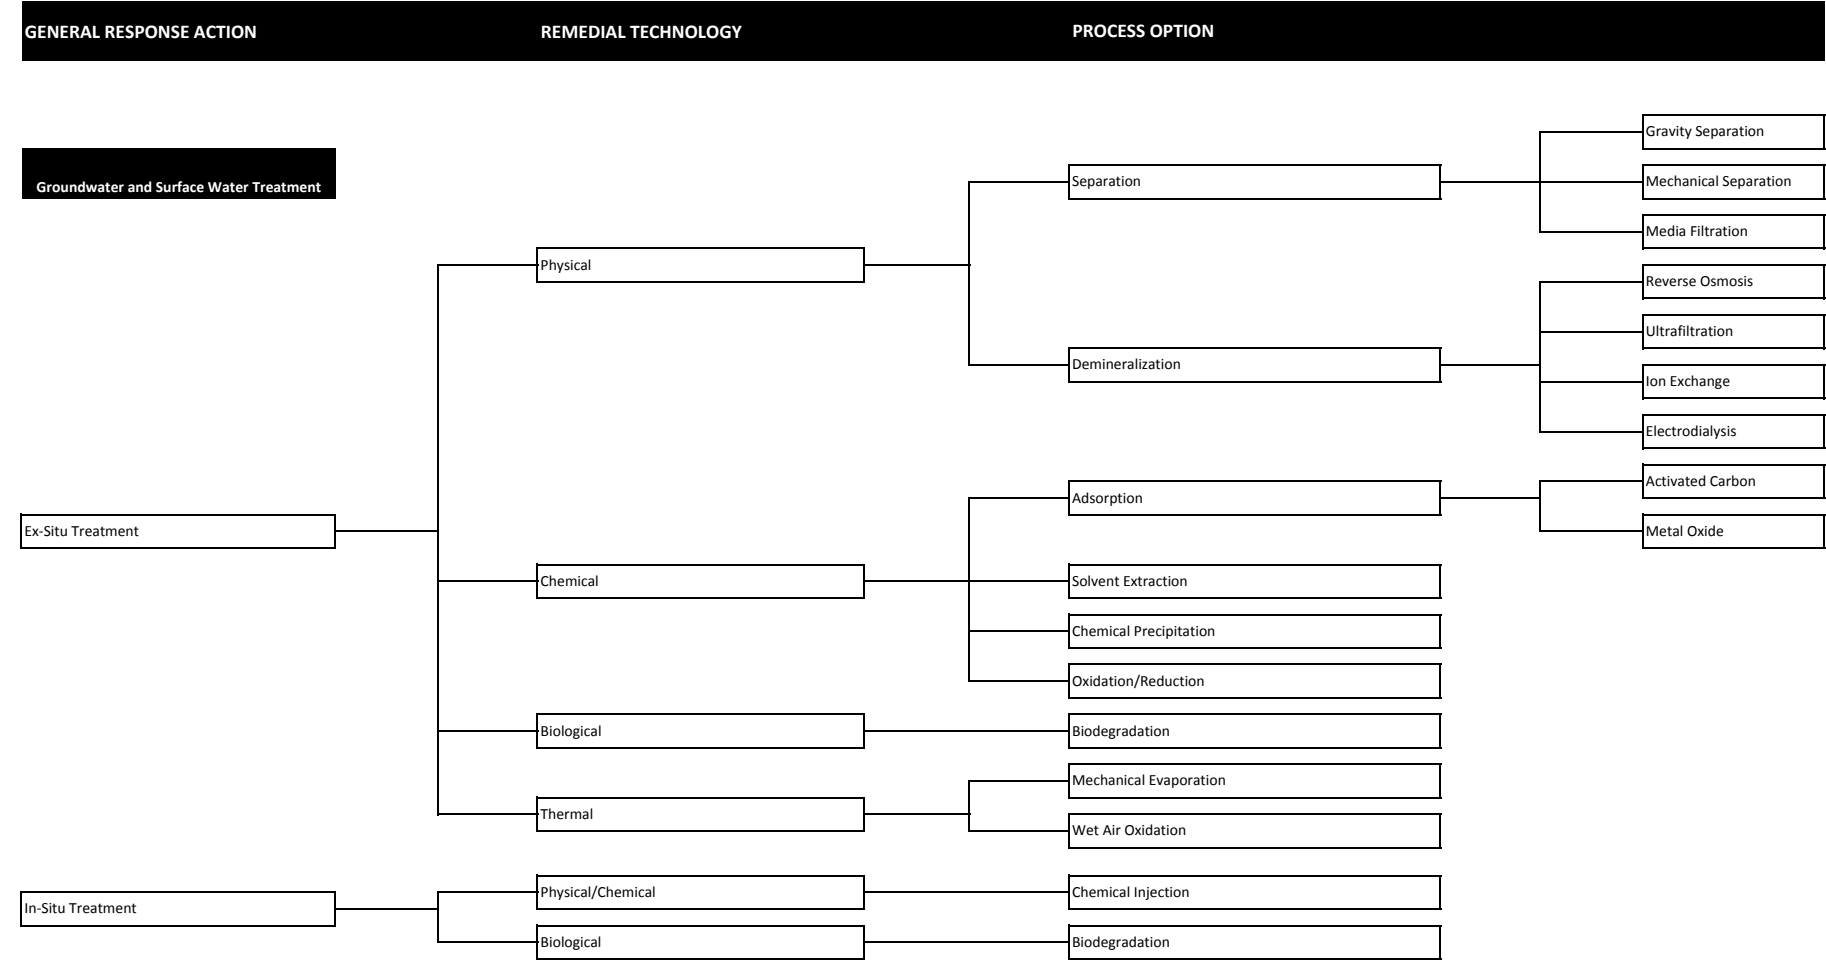 GENERAL RESPONSE ACTION
REMEDIAL TECHNOLOGY
PROCESS OPTION
Groundwater and Surface Water Treatment
Gravity Separation
Separation
Mechanical Separation
Media Filtration
Physical
Reverse Osmosis
Ultrafiltration
Demineralization
Ion Exchange
Electrodialysis
Activated Carbon
Adsorption
Ex-Situ Treatment
Metal Oxide
Chemical
Solvent Extraction
Chemical Precipitation
Oxidation/Reduction
Biological
Biodegradation
Mechanical Evaporation
Thermal
Wet Air Oxidation
Physical/Chemical
Chemical Injection
In-Situ Treatment
Biological
Biodegradation